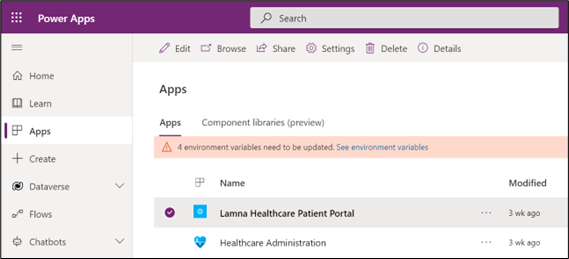 Power Apps
Search
Edit Browse Share Settings Delete Details
Home
Learn
Apps
Create
Dataverse
Flows
Chatbots
Apps
Apps Component libraries (preview)
4 environment variables need to be updated. See environment variables
Name Modified
Lamna Healthcare Patient Portal ... 3 wk ago
Healthcare Administration ... 3 wk ago